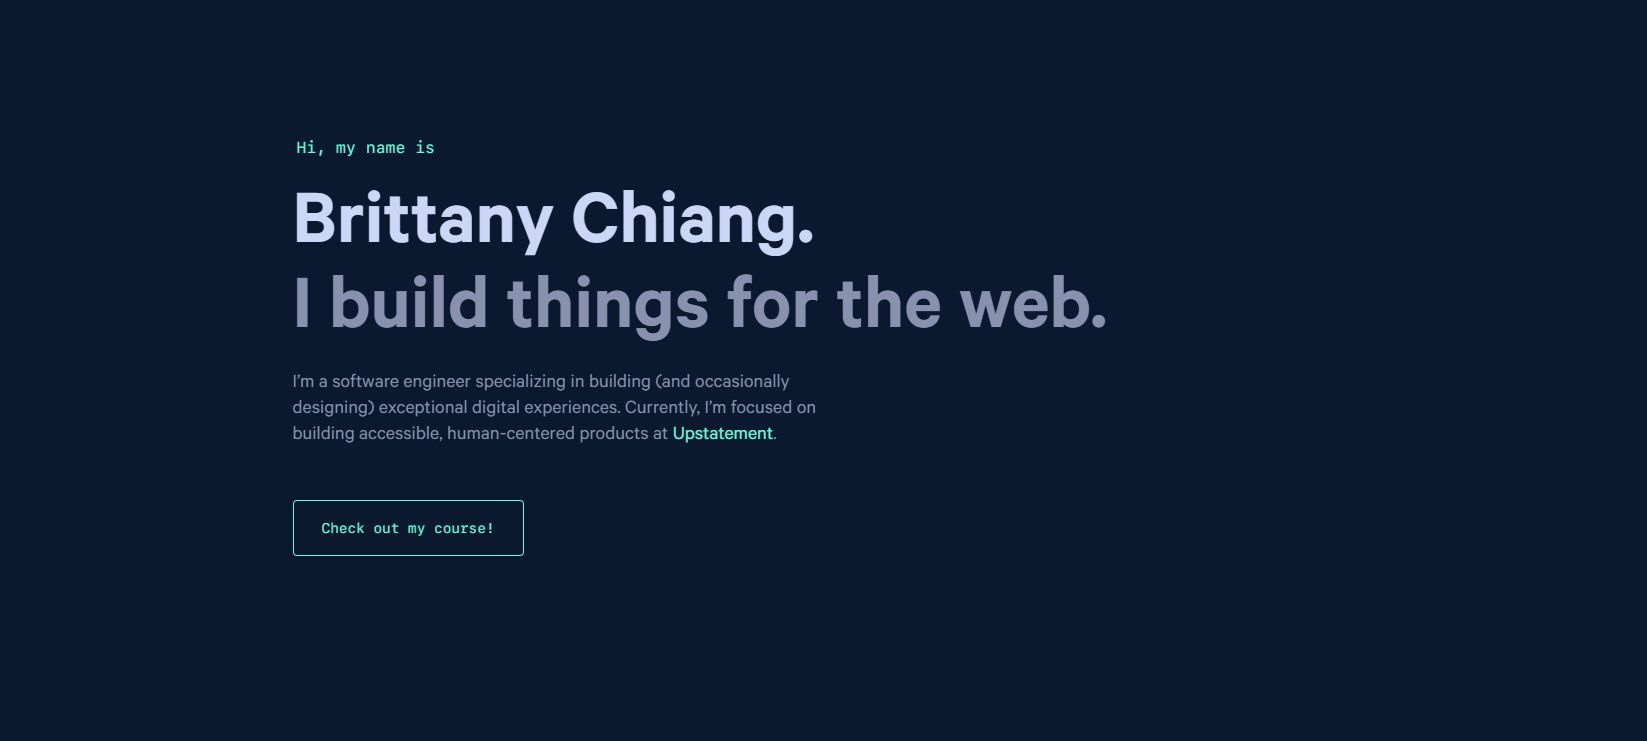 Hi, my name is
Brittany Chiang.
I build things for the web.
I’m a software engineer specializing in building (and occasionally
designing) exceptional digital experiences. Currently, I’m focused on
building accessible, human-centered products at Upstatement.
Check out my course!